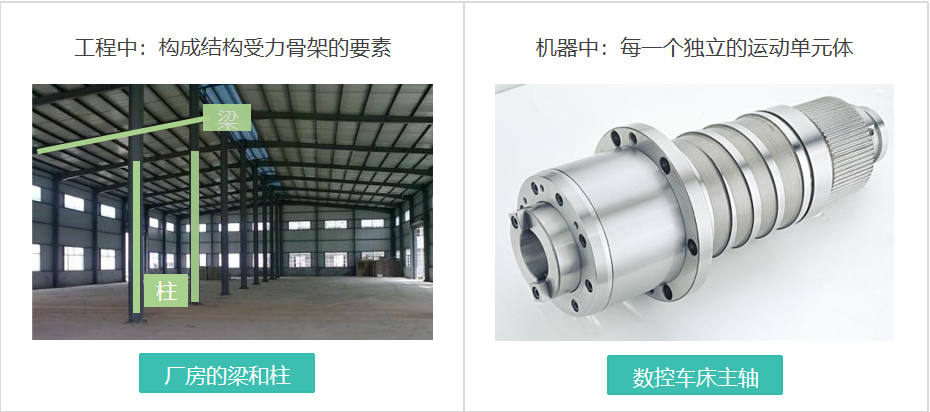 工程中：构成结构受力骨架的要素
机器中：每一个独立的运动单元体
梁
柱
厂房的梁和柱
数控车床主轴